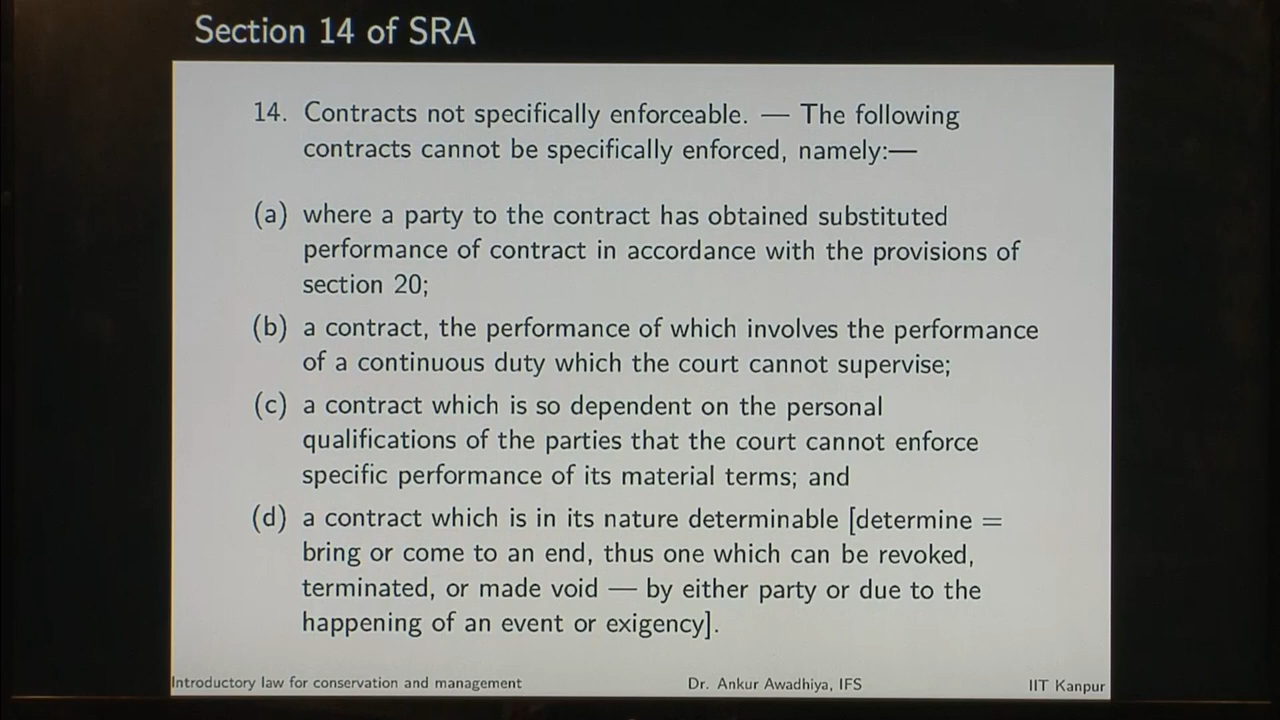 Section 14 of SRA
14. Contracts not specifically enforceable. — The following
contracts cannot be specifically enforced, namely:—
(a) where a party to the contract has obtained substituted
performance of contract in accordance with the provisions of
section 20;
(b) a contract, the performance of which involves the performance
of a continuous duty which the court cannot supervise;
(c) a contract which is so dependent on the personal
qualifications of the parties that the court cannot enforce
specific performance of its material terms; and
(d) a contract which is in its nature determinable [determine =
bring or come to an end, thus one which can be revoked,
terminated, or made void — by either party or due to the
happening of an event or exigency].
Introductory law for conservation and management Dr. Ankur Awadhiya, IFS IIT Kanpur